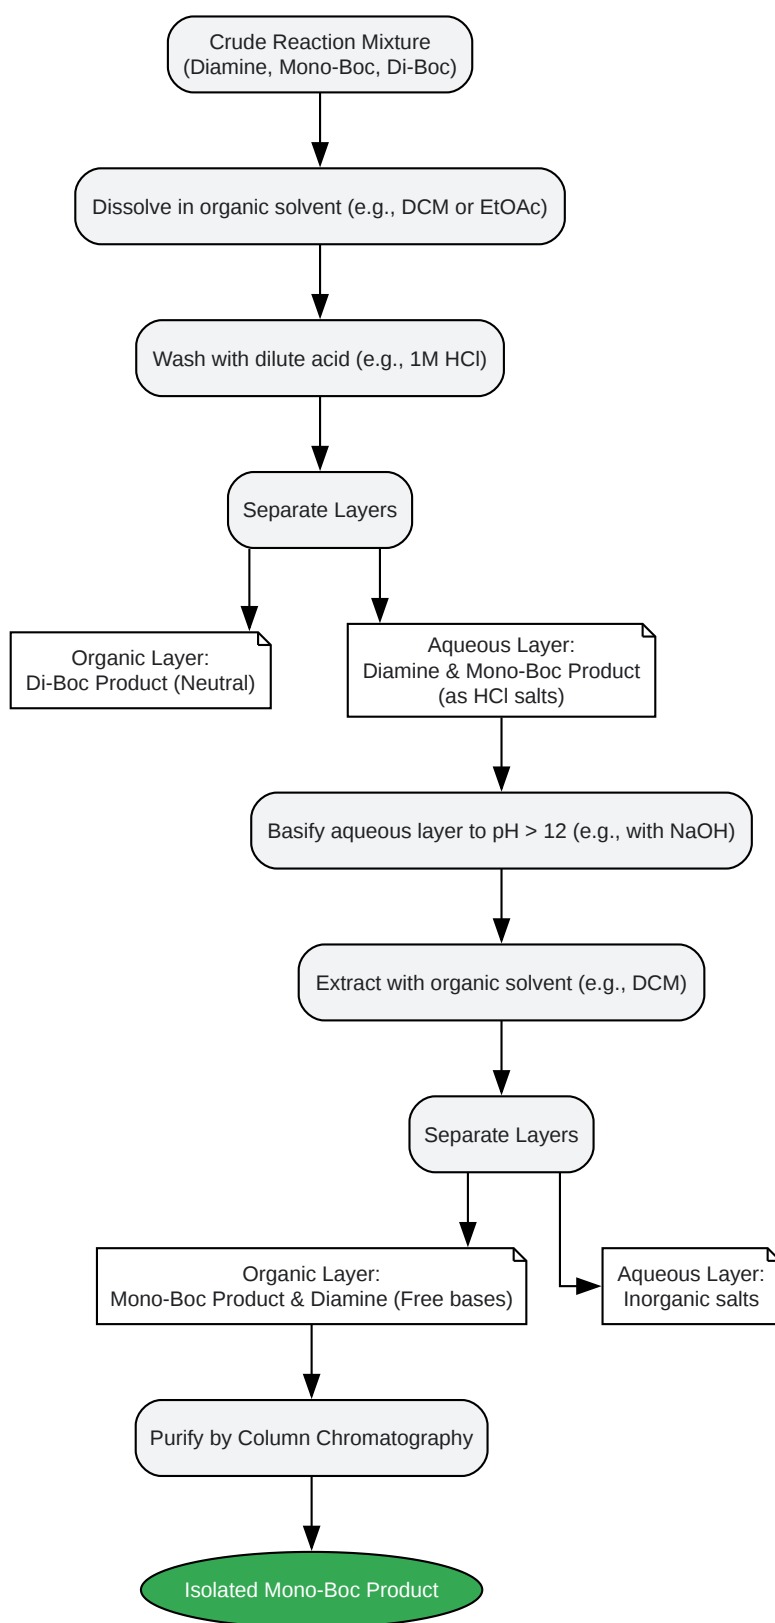 Crude Reaction Mixture
(Diamine, Mono-Boc, Di-Boc)
Dissolve in organic solvent (e.g., DCM or EtOAc)
Wash with dilute acid (e.g., 1M HCl)
Separate Layers
Organic Layer:
Di-Boc Product (Neutral)
Aqueous Layer:
Diamine & Mono-Boc Product
(as HCl salts)
Basify aqueous layer to pH > 12 (e.g., with NaOH)
Extract with organic solvent (e.g., DCM)
Separate Layers
Organic Layer:
Mono-Boc Product & Diamine (Free bases)
Aqueous Layer:
Inorganic salts
Purify by Column Chromatography
Isolated Mono-Boc Product